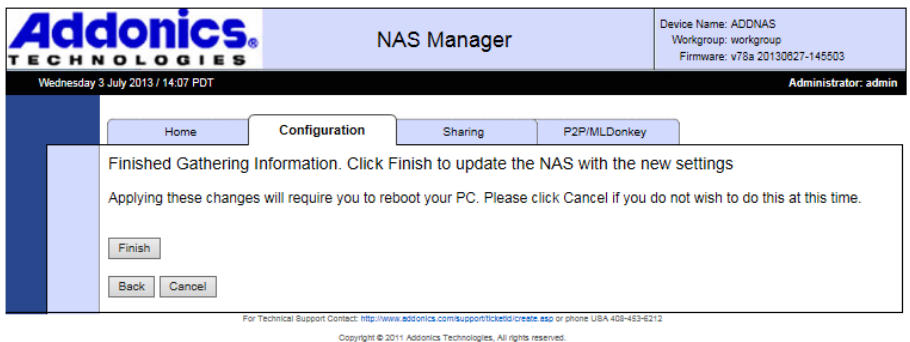 Addonics®
TECHNOLOGIES
NAS Manager
Device Name: ADDNAS
Workgroup: workgroup
Firmware: v78a 20130627-145503
Wednesday 3 July 2013 / 14:07 PDT
Administrator: admin
Home
Configuration
Sharing
P2P/MLDonkey
Finished Gathering Information. Click Finish to update the NAS with the new settings
Applying these changes will require you to reboot your PC. Please click Cancel if you do not wish to do this at this time.
Finish
Back
Cancel
For Technical Support Contact: http://www.addonics.com/support/ticketid/create.asp or phone USA 408-453-6212
Copyright © 2011 Addonics Technologies, All rights reserved.